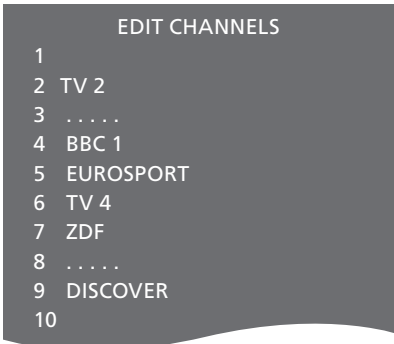 EDIT CHANNELS
1
2 TV 2
3 .....
4 BBC 1
5 EUROSPORT
6 TV 4
7 ZDF
8 .....
9 DISCOVER
10